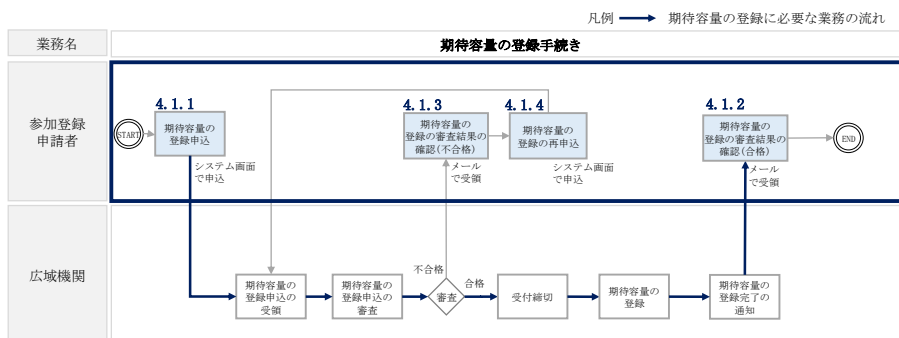 凡例 期待容量の登録に必要な業務の流れ
業務名
期待容量の登録手続き
参加登録
申請者
START
4.1.1
期待容量の
登録申込
システム画面
で申込
4.1.3
期待容量の
登録の審査結果の
確認(不合格)
メール
で受領
4.1.4
期待容量の
登録の再申込
システム画面
で申込
4.1.2
期待容量の
登録の審査結果の
確認(合格)
メール
で受領
END
広域機関
期待容量の
登録申込の
受領
期待容量の
登録申込の
審査
不合格
審査
合格
受付締切
期待容量の
登録
期待容量の
登録完了の
通知